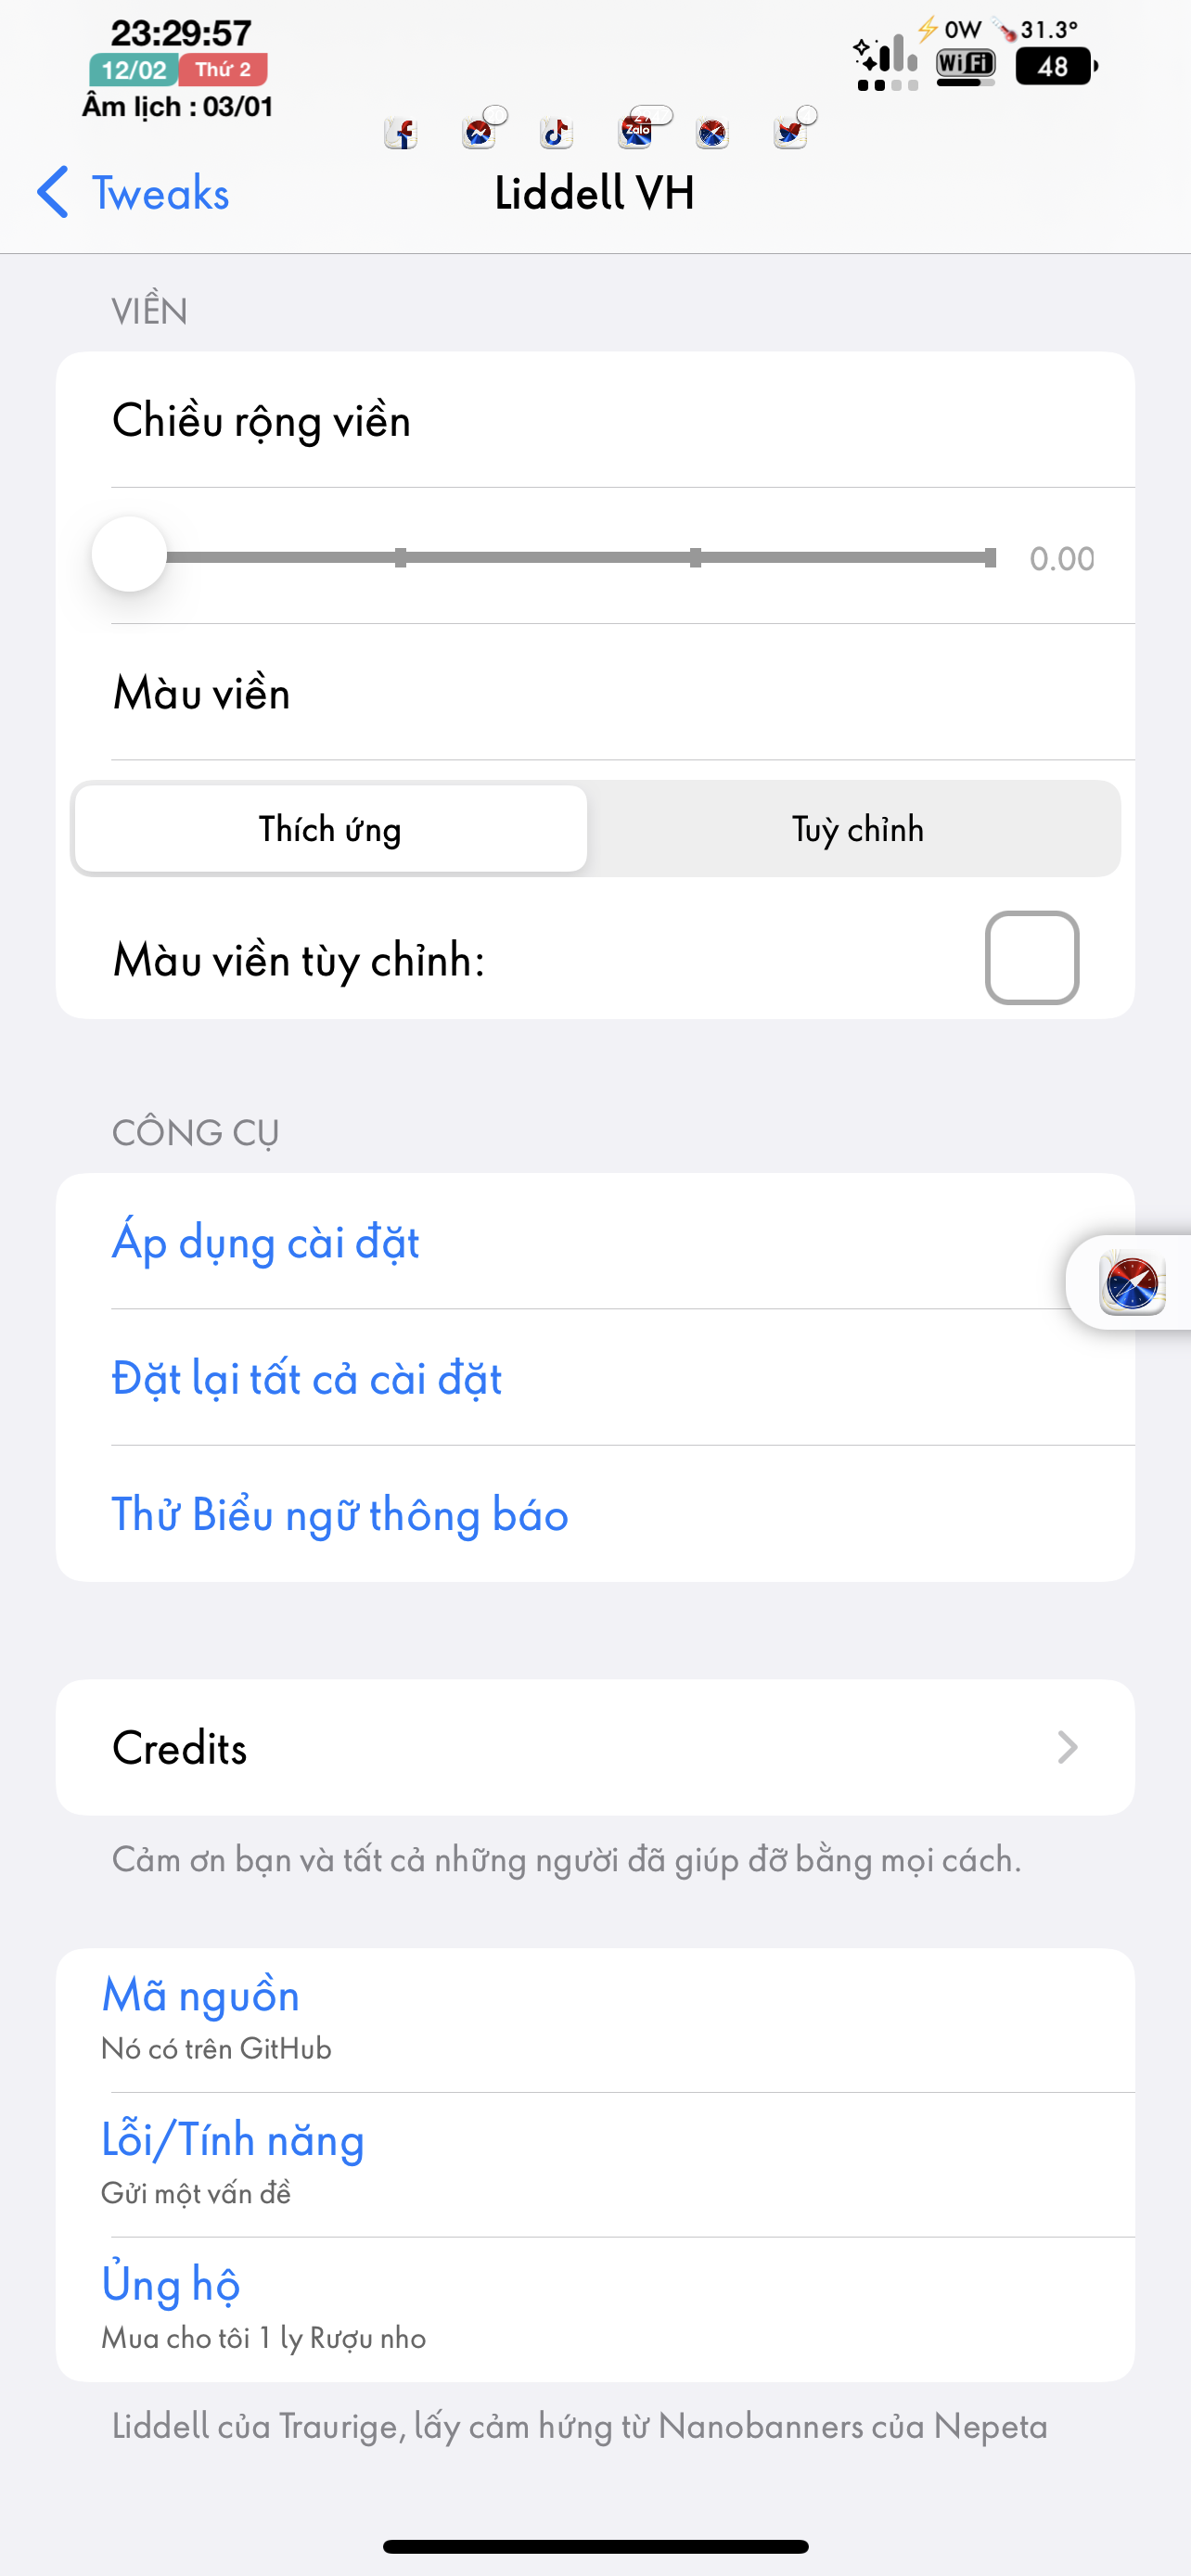 23:29:57
12/02 Thứ 2
Âm lịch : 03/01
0W 31.3°
WiFi 48
Zalo
Tweaks
Liddell VH
VIỀN
Chiều rộng viền
0.00
Màu viền
Thích ứng
Tuỳ chỉnh
Màu viền tùy chỉnh:
CÔNG CỤ
Áp dụng cài đặt
Đặt lại tất cả cài đặt
Thử Biểu ngữ thông báo
Credits
Cảm ơn bạn và tất cả những người đã giúp đỡ bằng mọi cách.
Mã nguồn
Nó có trên GitHub
Lỗi/Tính năng
Gửi một vấn đề
Ủng hộ
Mua cho tôi 1 ly Rượu nho
Liddell của Traurige, lấy cảm hứng từ Nanobanners của Nepeta